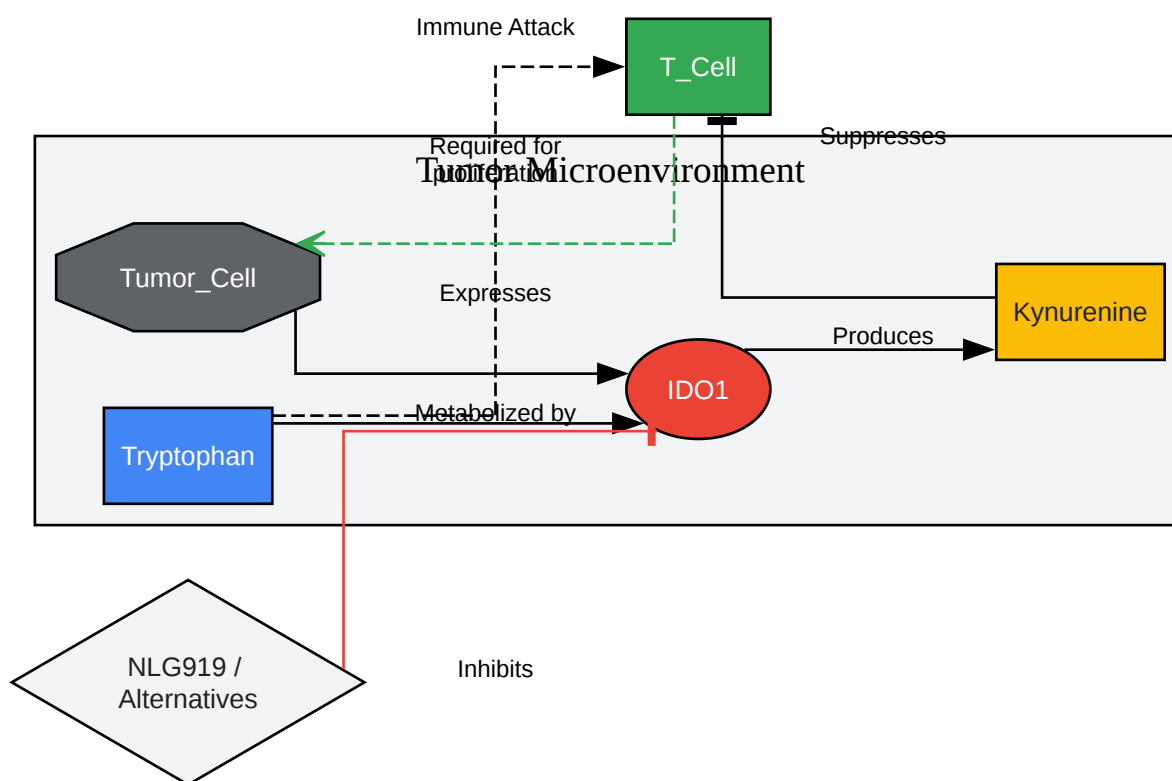 Immune Attack
T_Cell
Suppresses
Required for
proliferation
Tumor Microenvironment
Tumor_Cell
Expresses
Kynurenine
Produces
IDO1
Metabolized by
Tryptophan
NLG919 /
Alternatives
Inhibits